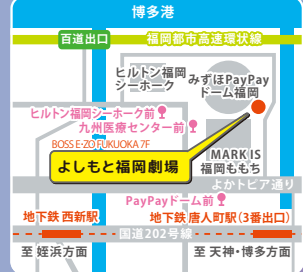 博多港
百道出口
福岡都市高速環状線
ヒルトン福岡
シーホーク
みずほPayPay
ドーム福岡
ヒルトン福岡シーホーク前
九州医療センター前
BOSS E・ZO FUKUOKA 7F
よしもと福岡劇場
MARK IS
福岡ももち
よかトピア通り
PayPayドーム前
地下鉄 西新駅
地下鉄 唐人町駅(3番出口)
国道202号線
至 姪浜方面
至 天神・博多方面